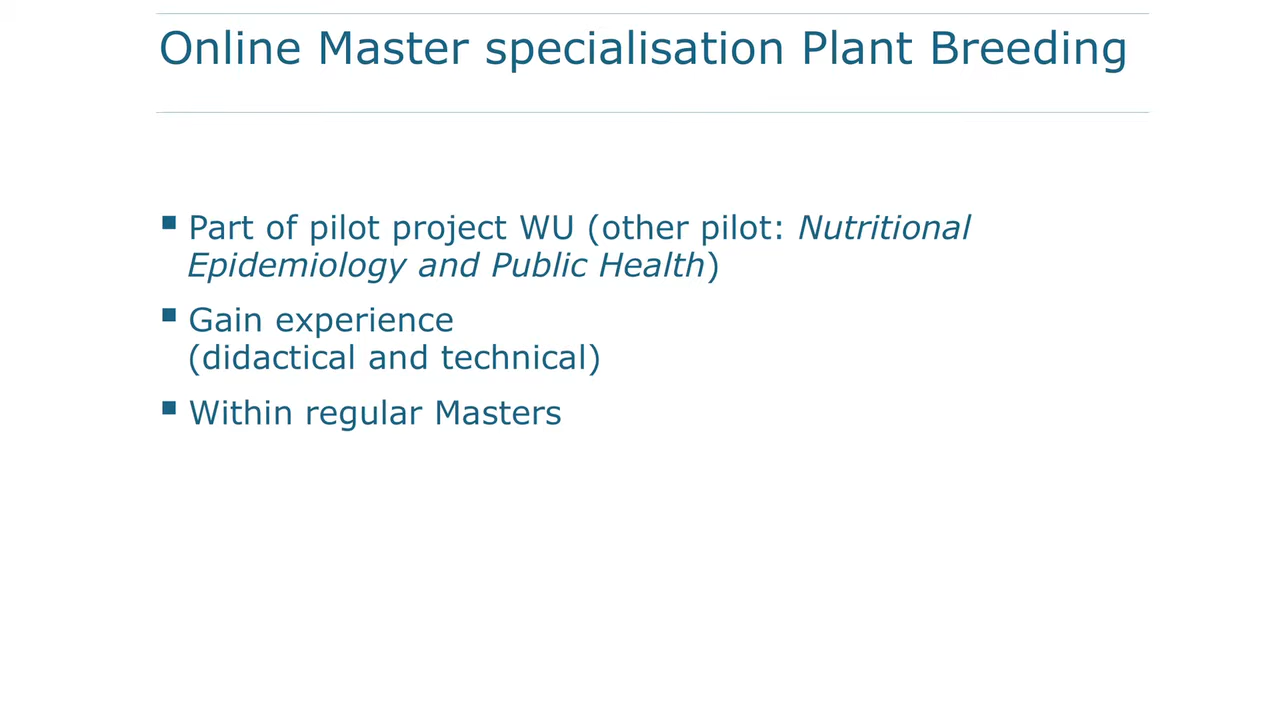 Online Master specialisation Plant Breeding
▪ Part of pilot project WU (other pilot: Nutritional
Epidemiology and Public Health)
▪ Gain experience
(didactical and technical)
▪ Within regular Masters